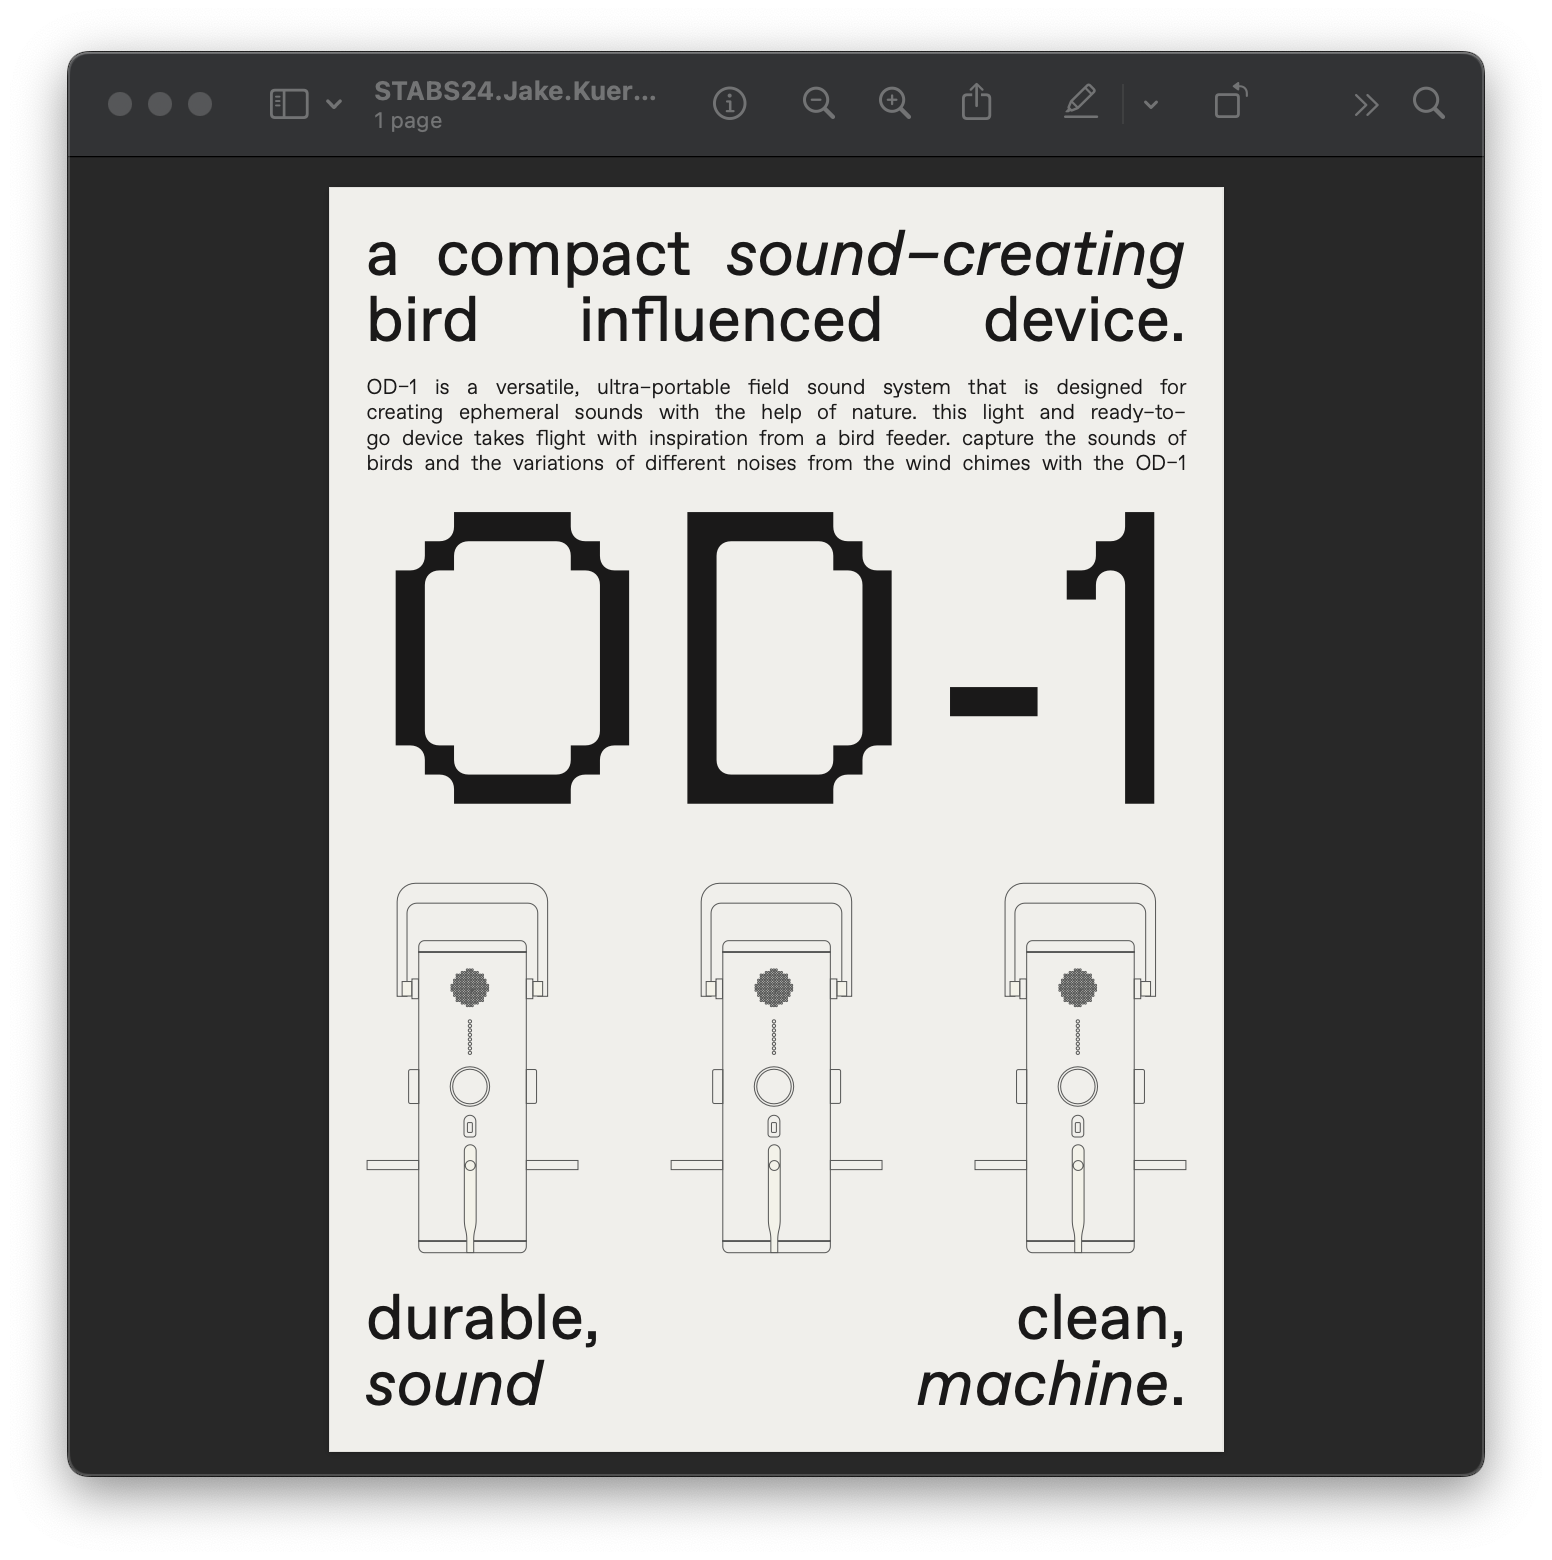 STABS24.Jake.Kuer...
1 page
a compact sound-creating
bird influenced device.
OD-1 is a versatile, ultra-portable field sound system that is designed for
creating ephemeral sounds with the help of nature. this light and ready-to-
go device takes flight with inspiration from a bird feeder. capture the sounds of
birds and the variations of different noises from the wind chimes with the OD-1
OD-1
durable, clean,
sound machine.